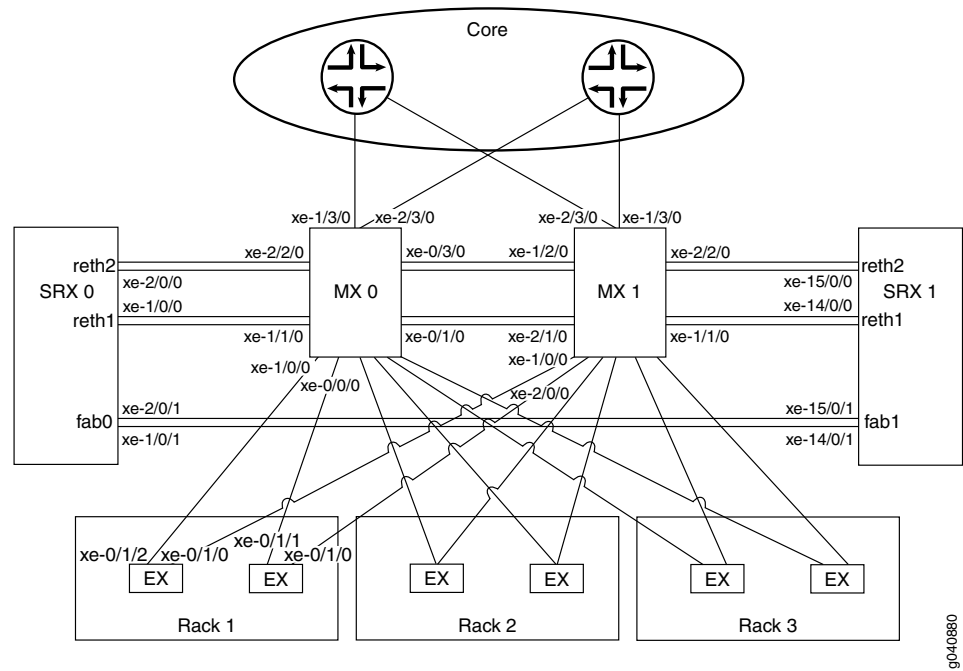 Core
xe-1/3/0 xe-2/3/0 xe-2/3/0 xe-1/3/0
reth2 xe-2/2/0 xe-0/3/0 xe-1/2/0 xe-2/2/0 reth2
xe-2/0/0 xe-15/0/0
SRX 0 MX 0 MX 1 SRX 1
xe-1/0/0 xe-14/0/0
reth1 reth1
xe-1/1/0 xe-0/1/0 xe-2/1/0 xe-1/1/0
xe-1/0/0 xe-1/0/0
xe-0/0/0 xe-2/0/0
xe-2/0/1 xe-15/0/1
fab0 fab1
xe-1/0/1 xe-14/0/1
xe-0/1/2 xe-0/1/0 xe-0/1/1 xe-0/1/0
EX EX EX EX EX EX
Rack 1 Rack 2 Rack 3
g040880